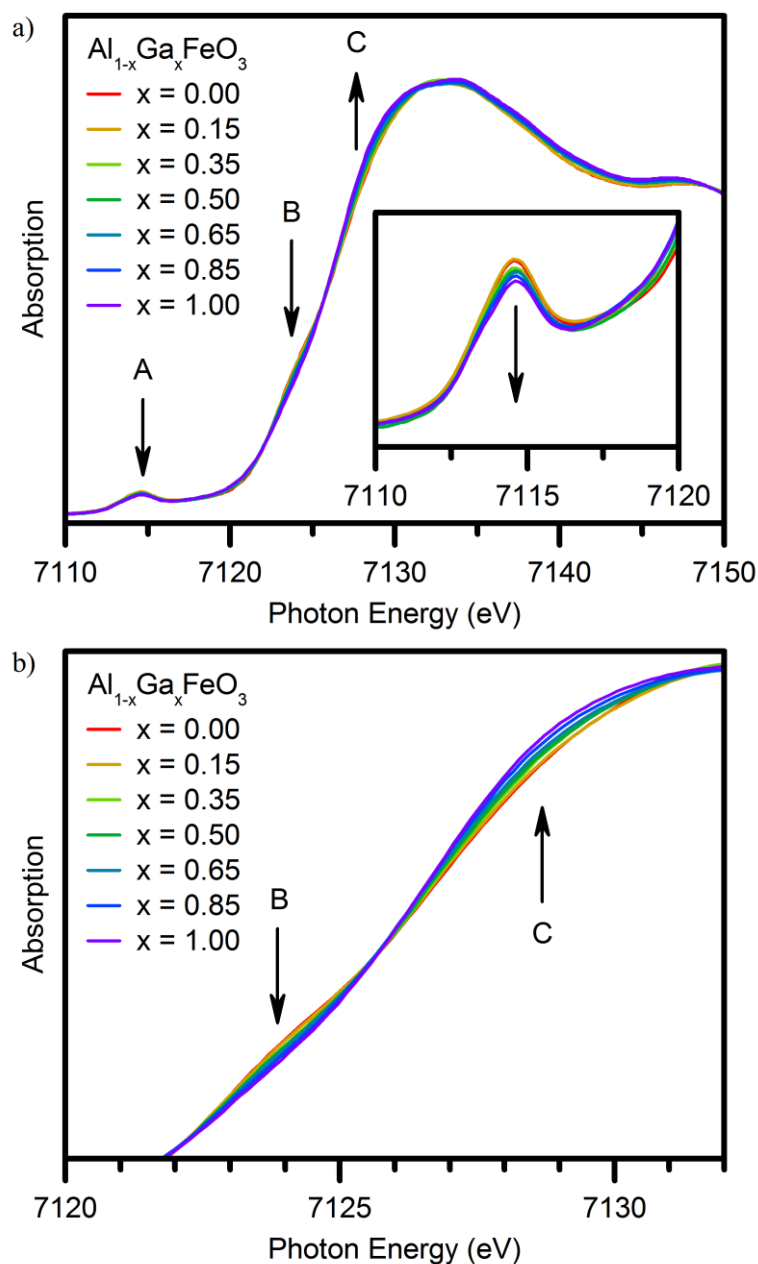 a)
Al₁₋ₓGaₓFeO₃
x = 0.00
x = 0.15
x = 0.35
x = 0.50
x = 0.65
x = 0.85
x = 1.00
C
B
A
Absorption
7110 7115 7120
7110 7120 7130 7140 7150
Photon Energy (eV)
b)
Al₁₋ₓGaₓFeO₃
x = 0.00
x = 0.15
x = 0.35
x = 0.50
x = 0.65
x = 0.85
x = 1.00
B
C
Absorption
7120 7125 7130
Photon Energy (eV)